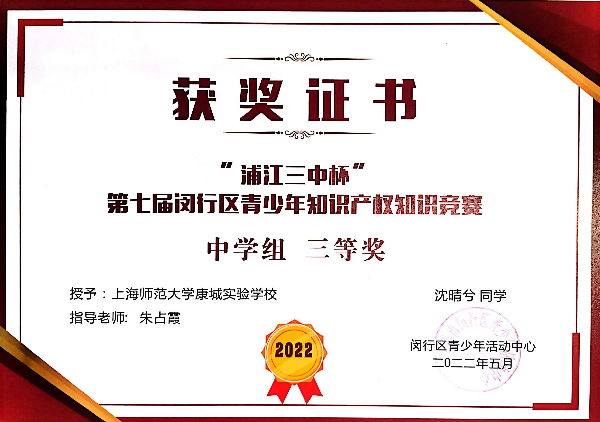 获奖证书
“浦江三中杯”
第七届闵行区青少年知识产权知识竞赛
中学组 三等奖
授予：上海师范大学康城实验学校 沈晴兮 同学
指导老师: 朱占霞
2022
闵行区青少年活动中心
二〇二二年五月